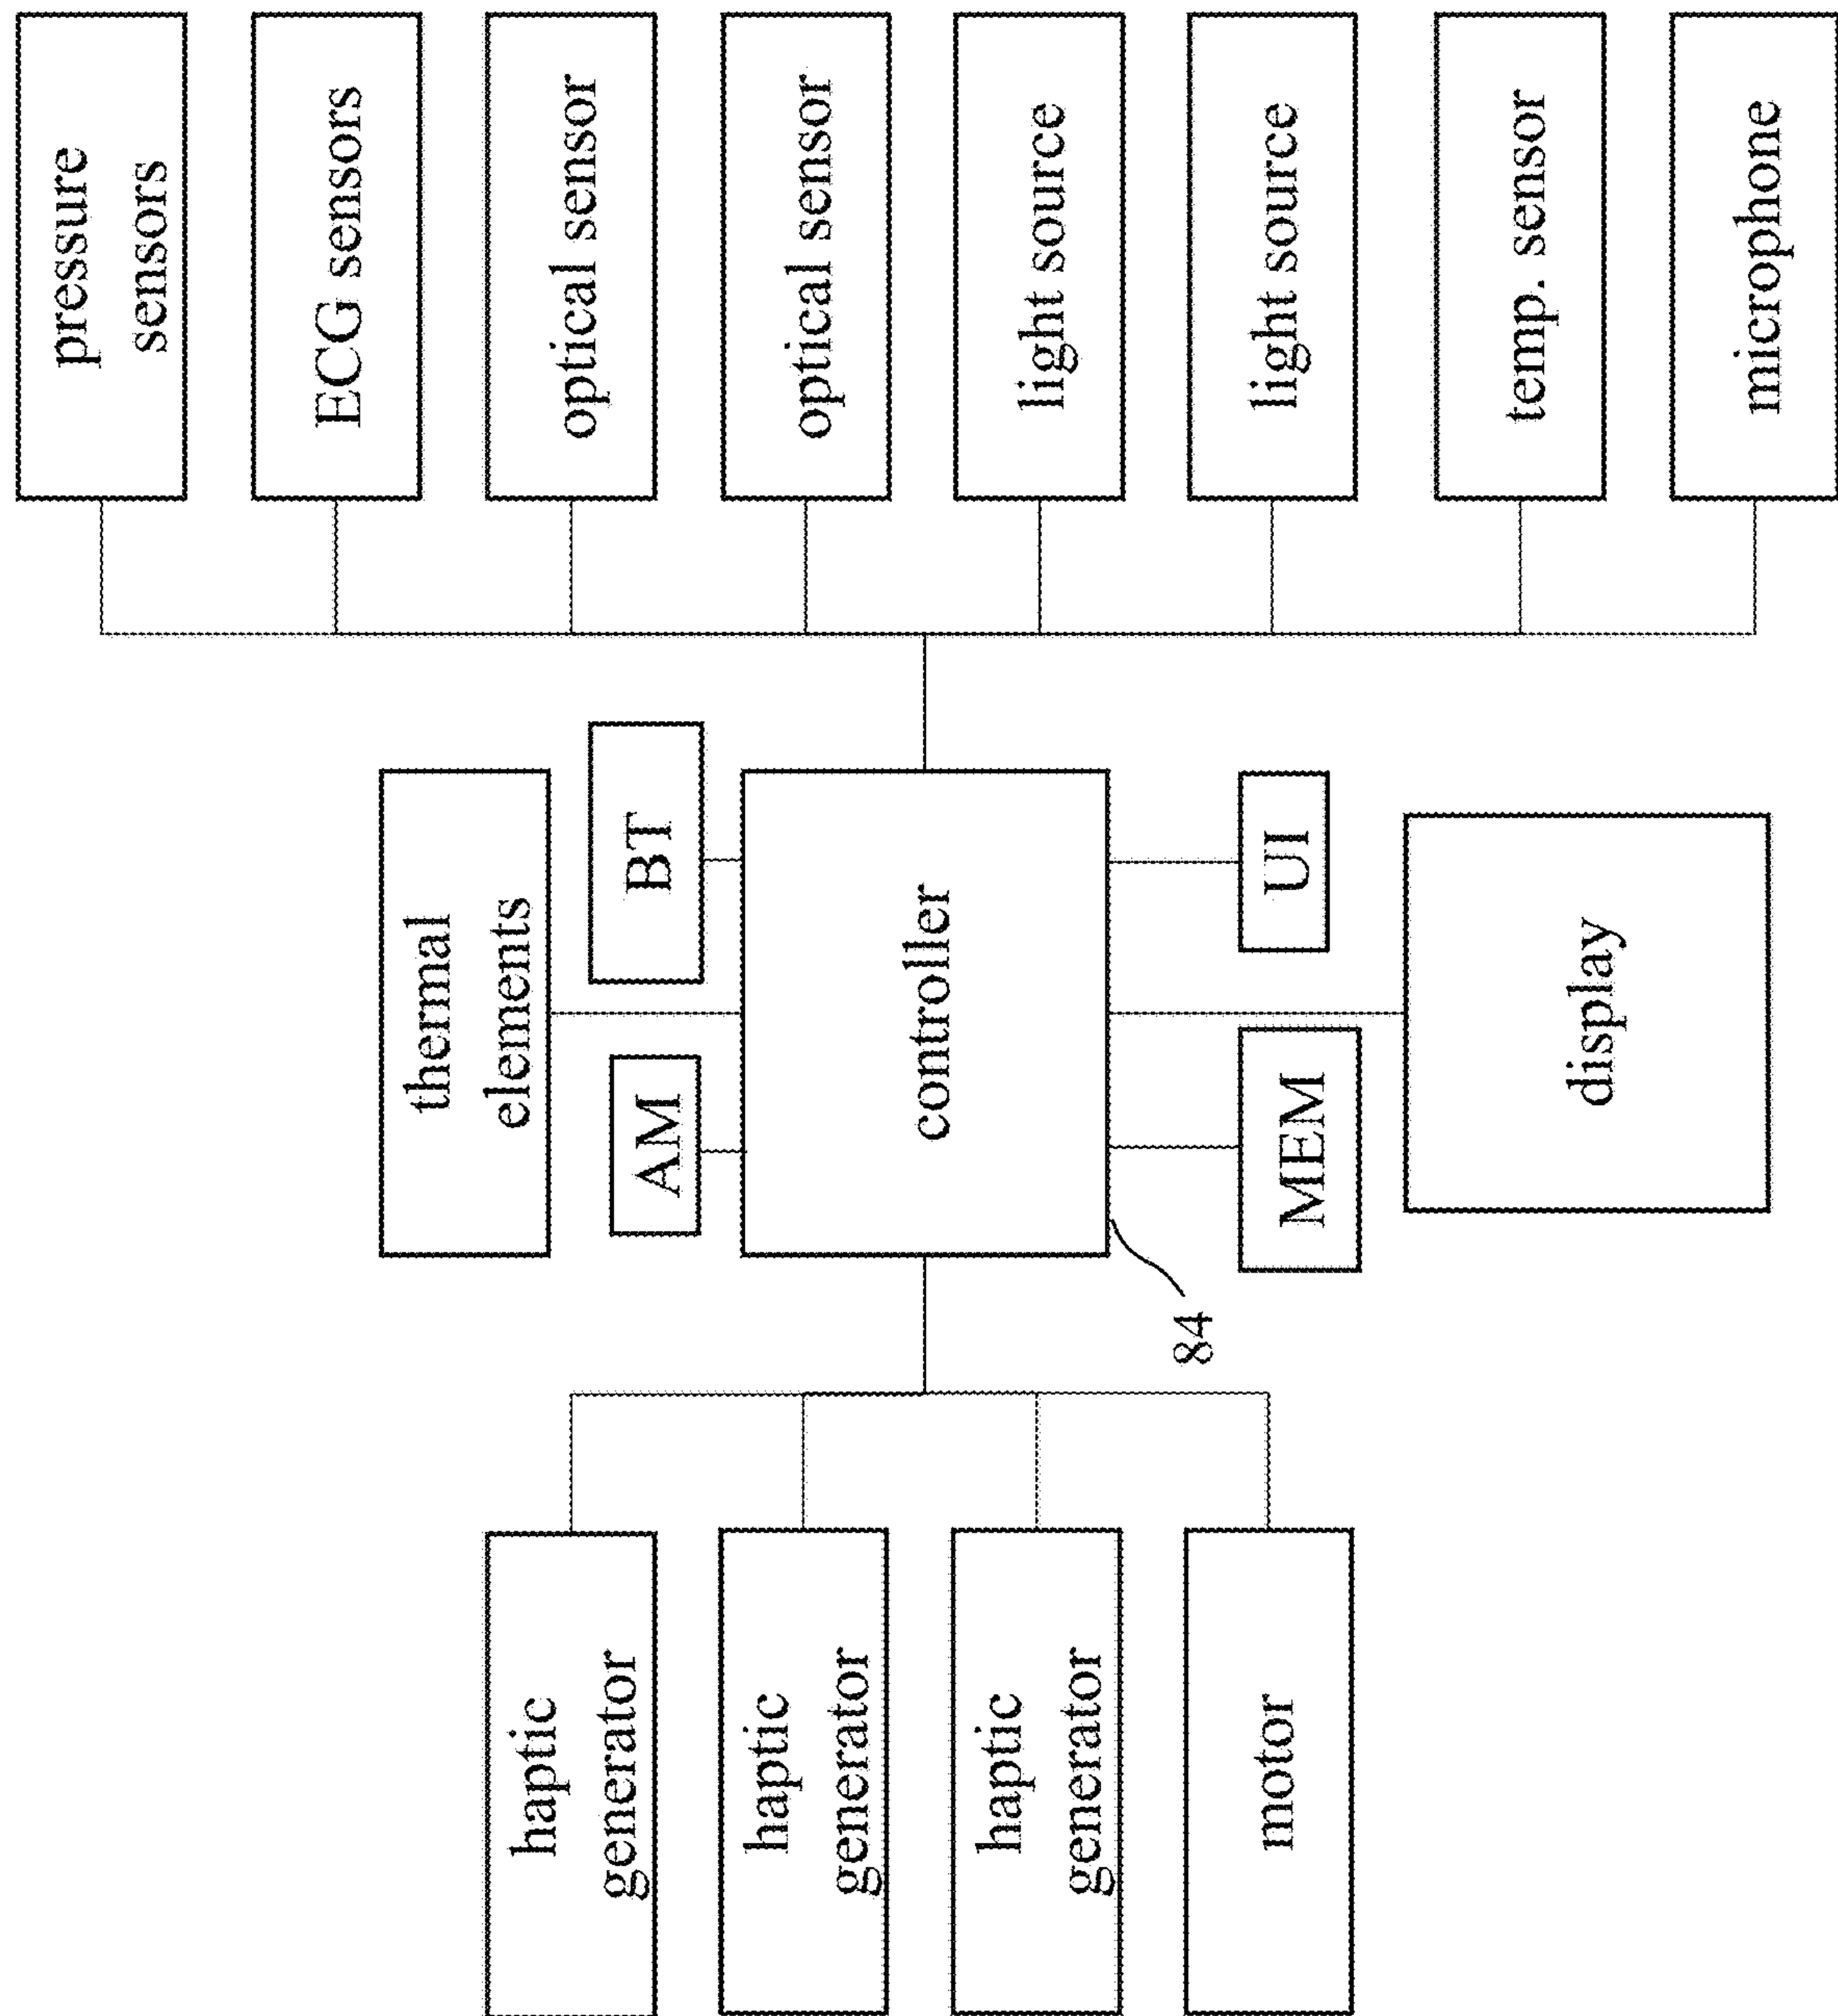 pressure
sensors
ECG sensors
optical sensor
optical sensor
light source
light source
temp. sensor
microphone
thermal
elements
AM
BT
controller
84
MEM
UI
display
haptic
generator
haptic
generator
haptic
generator
motor